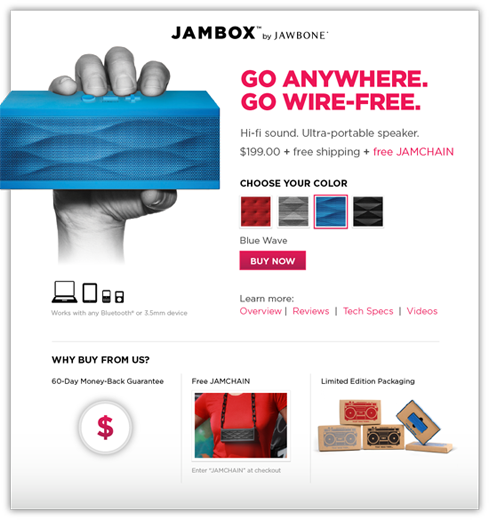 JAMBOX™ by JAWBONE®
GO ANYWHERE.
GO WIRE-FREE.
Hi-fi sound. Ultra-portable speaker.
$199.00 + free shipping + free JAMCHAIN
CHOOSE YOUR COLOR
Blue Wave
BUY NOW
Works with any Bluetooth® or 3.5mm device
Learn more:
Overview | Reviews | Tech Specs | Videos
WHY BUY FROM US?
60-Day Money-Back Guarantee
$
Free JAMCHAIN
Enter "JAMCHAIN" at checkout
Limited Edition Packaging